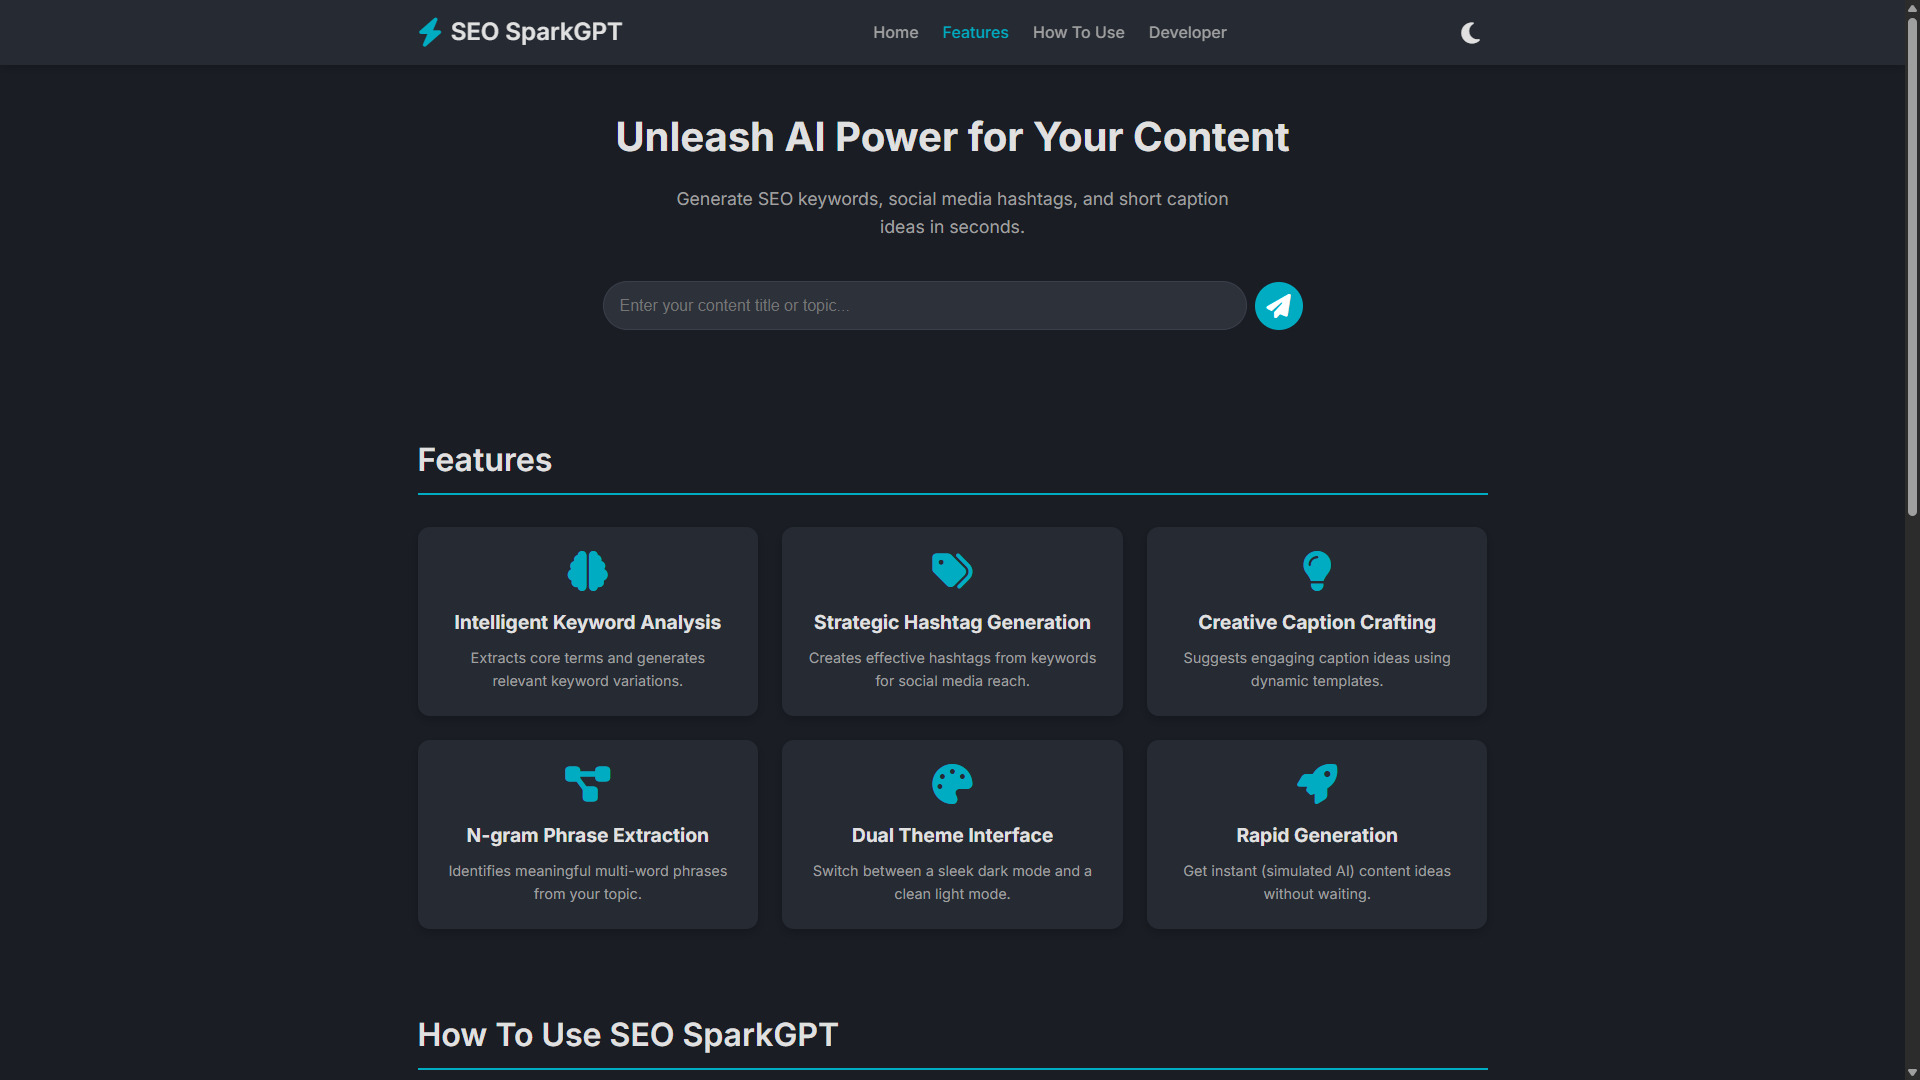 SEO SparkGPT
Home
Features
How To Use
Developer
Unleash AI Power for Your Content
Generate SEO keywords, social media hashtags, and short caption
ideas in seconds.
Enter your content title or topic...
Features
Intelligent Keyword Analysis
Extracts core terms and generates
relevant keyword variations.
Strategic Hashtag Generation
Creates effective hashtags from keywords
for social media reach.
Creative Caption Crafting
Suggests engaging caption ideas using
dynamic templates.
N-gram Phrase Extraction
Identifies meaningful multi-word phrases
from your topic.
Dual Theme Interface
Switch between a sleek dark mode and a
clean light mode.
Rapid Generation
Get instant (simulated AI) content ideas
without waiting.
How To Use SEO SparkGPT